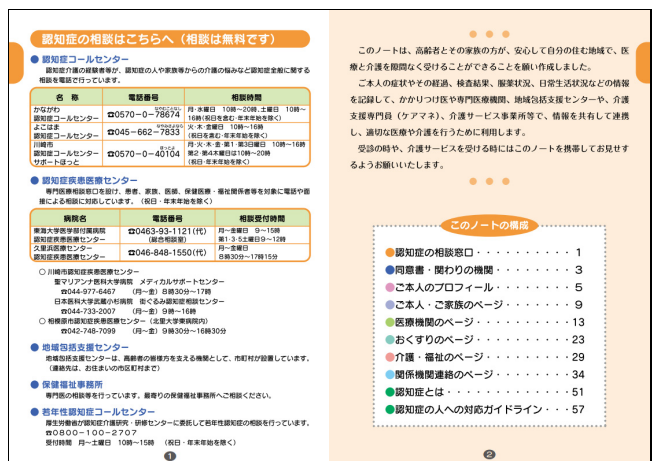 認知症の相談はこちらへ（相談は無料です）
● 認知症コールセンター
認知症介護の経験者等が、認知症の人や家族等からの介護の悩みなど認知症全般に関する
相談を電話で行っています。
名 称 電話番号 相談時間
かながわ
認知症コールセンター
なやむことなし
☎0570-0-78674
月・水曜日 10時～20時、土曜日 10時～
16時(祝日を含む・年末年始を除く)
よこはま
認知症コールセンター
☎045-662-7833
火・木・金曜日 10時～16時
(祝日を含む・年末年始を除く)
川崎市
認知症コールセンター
サポートほっと
ほっとよ
☎0570-0-40104
月・火・木・金・第1・第3日曜日 10時～16時
第2・第4木曜日は10時～20時
(祝日・年末年始を除く)
● 認知症疾患医療センター
専門医療相談窓口を設け、患者、家族、医師、保健医療・福祉関係者等を対象に電話や面
接による相談に対応しています。（祝日・年末年始を除く）
病院名 電話番号 相談受付時間
東海大学医学部付属病院
認知症疾患医療センター
☎0463-93-1121(代)
(総合相談室)
月～金曜日 9～15時
第1・3・5土曜日9～12時
久里浜医療センター
認知症疾患医療センター
☎046-848-1550(代)
月～金曜日
8時30分～17時15分
○ 川崎市認知症疾患医療センター
聖マリアンナ医科大学病院 メディカルサポートセンター
☎044-977-6467 （月～金）8時30分～17時
日本医科大学武蔵小杉病院 街ぐるみ認知症相談センター
☎044-733-2007 （月～金）9時～16時
○ 相模原市認知症疾患医療センター（北里大学東病院内）
☎042-748-7099 （月～金）9時30分～16時30分
● 地域包括支援センター
地域包括支援センターは、高齢者の皆様方を支える機関として、市町村が設置しています。
（連絡先は、お住まいの市区町村まで）
● 保健福祉事務所
専門医の相談等を行っています。最寄りの保健福祉事務所へご相談ください。
● 若年性認知症コールセンター
厚生労働省が認知症介護研究・研修センターに委託して若年性認知症の相談を行っています。
☎0800-100-2707
受付時間 月～土曜日 10時～15時 （祝日・年末年始を除く）
1
このノートは、高齢者とその家族の方が、安心して自分の住む地域で、医
療と介護を隙間なく受けることができることを願い作成しました。
ご本人の症状やその経過、検査結果、服薬状況、日常生活状況などの情報
を記録して、かかりつけ医や専門医療機関、地域包括支援センターや、介護
支援専門員（ケアマネ）、介護サービス事業所等で、情報を共有して連携
し、適切な医療や介護を行うために利用します。
受診の時や、介護サービスを受ける時にはこのノートを携帯してお見せす
るようお願いいたします。
このノートの構成
●認知症の相談窓口・・・・・・・・・・ 1
●同意書・関わりの機関・・・・・・・・ 3
●ご本人のプロフィール・・・・・・・・ 5
●ご本人・ご家族のページ・・・・・・・ 9
●医療機関のページ・・・・・・・・・・13
●おくすりのページ・・・・・・・・・・23
●介護・福祉のページ・・・・・・・・・29
●関係機関連絡のページ・・・・・・・・34
●認知症とは・・・・・・・・・・・・・51
●認知症の人への対応ガイドライン・・・57
2